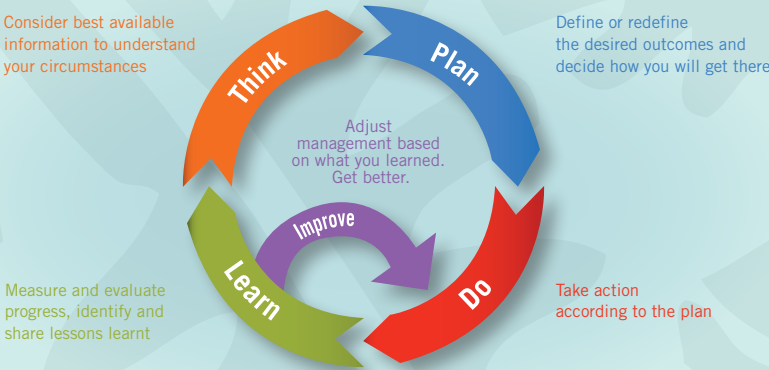 Consider best available
information to understand
your circumstances
Think
Plan
Define or redefine
the desired outcomes and
decide how you will get there
Adjust
management based
on what you learned.
Get better.
Improve
Learn
Do
Measure and evaluate
progress, identify and
share lessons learnt
Take action
according to the plan